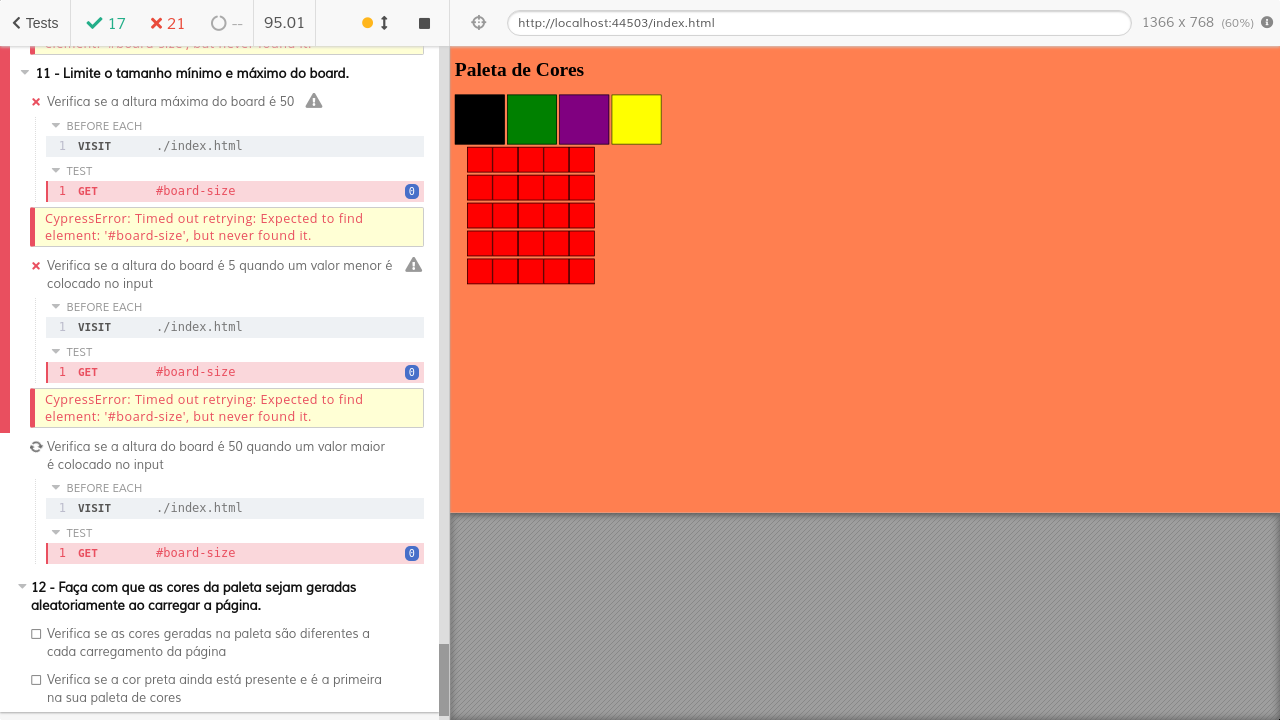 Tests
17
21
--
95.01
http://localhost:44503/index.html
1366 x 768 (60%)
element: '#board-size', but never found it.
11 - Limite o tamanho mínimo e máximo do board.
Verifica se a altura máxima do board é 50
BEFORE EACH
1 VISIT ./index.html
TEST
1 GET #board-size 0
CypressError: Timed out retrying: Expected to find
element: '#board-size', but never found it.
Verifica se a altura do board é 5 quando um valor menor é
colocado no input
BEFORE EACH
1 VISIT ./index.html
TEST
1 GET #board-size 0
CypressError: Timed out retrying: Expected to find
element: '#board-size', but never found it.
Verifica se a altura do board é 50 quando um valor maior
é colocado no input
BEFORE EACH
1 VISIT ./index.html
TEST
1 GET #board-size 0
12 - Faça com que as cores da paleta sejam geradas
aleatoriamente ao carregar a página.
Verifica se as cores geradas na paleta são diferentes a
cada carregamento da página
Verifica se a cor preta ainda está presente e é a primeira
na sua paleta de cores
Paleta de Cores